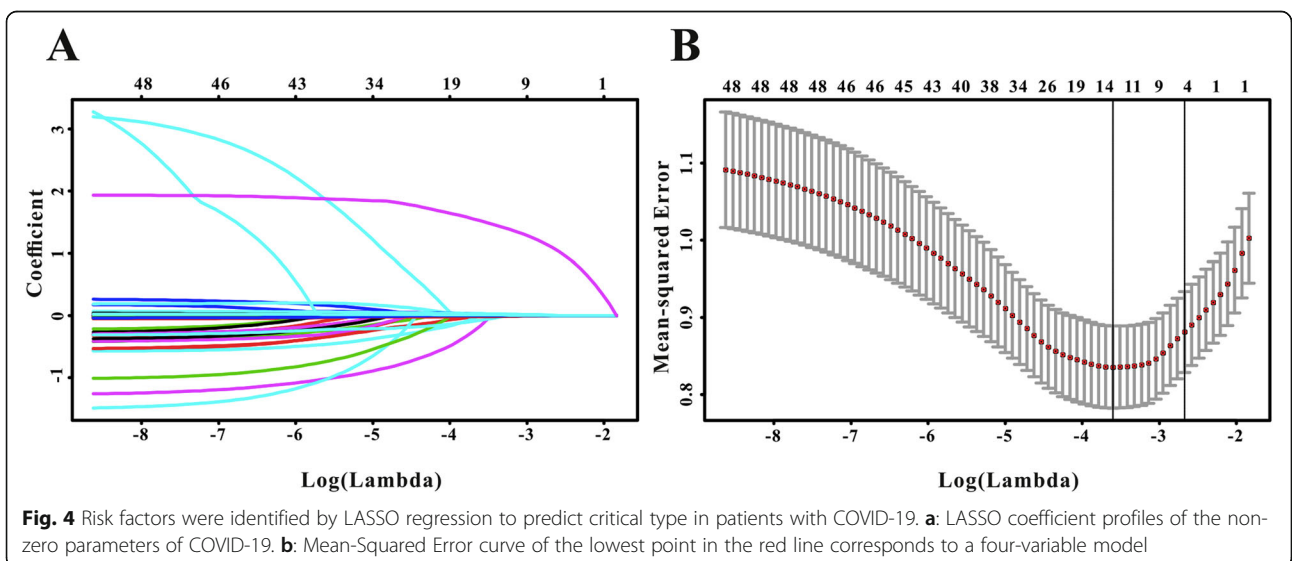 A
48 46 43 34 19 9 1
Coefficient
3
2
1
0
-1
-8 -7 -6 -5 -4 -3 -2
Log(Lambda)
B
48 48 48 48 46 46 45 43 40 38 34 26 19 14 11 9 4 1 1
Mean-squared Error
1.1
1.0
0.9
0.8
-8 -7 -6 -5 -4 -3 -2
Log(Lambda)
Fig. 4 Risk factors were identified by LASSO regression to predict critical type in patients with COVID-19. a: LASSO coefficient profiles of the non-
zero parameters of COVID-19. b: Mean-Squared Error curve of the lowest point in the red line corresponds to a four-variable model